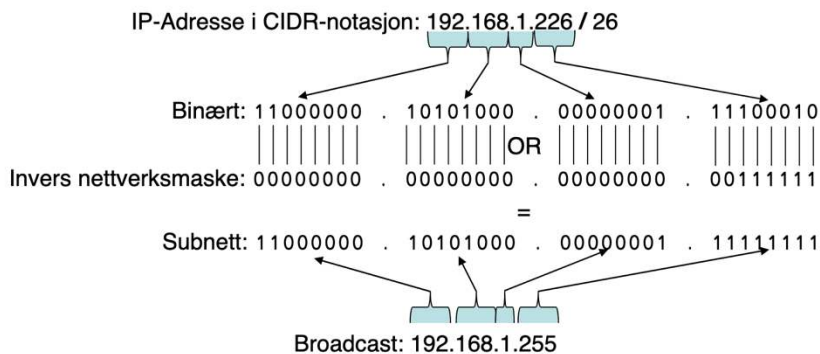 IP-Adresse i CIDR-notasjon: 192.168.1.226 / 26
Binært: 11000000 . 10101000 . 00000001 . 11100010
OR
Invers nettverksmaske: 00000000 . 00000000 . 00000000 . 00111111
=
Subnett: 11000000 . 10101000 . 00000001 . 11111111
Broadcast: 192.168.1.255